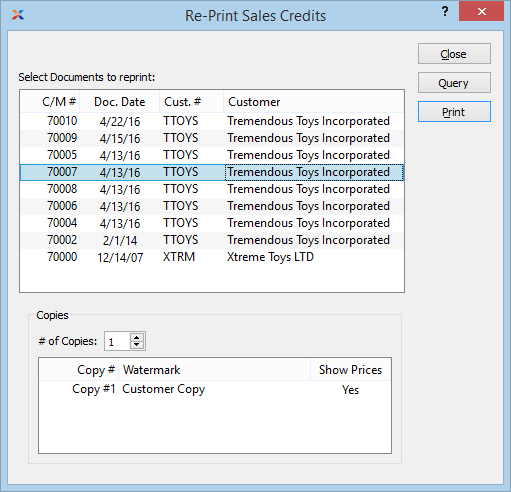 Re-Print Sales Credits
? ×
Close
Select Documents to reprint:
Query
Print
C/M # Doc. Date Cust. # Customer
70010 4/22/16 TTOYS Tremendous Toys Incorporated
70009 4/15/16 TTOYS Tremendous Toys Incorporated
70005 4/13/16 TTOYS Tremendous Toys Incorporated
70007 4/13/16 TTOYS Tremendous Toys Incorporated
70008 4/13/16 TTOYS Tremendous Toys Incorporated
70006 4/13/16 TTOYS Tremendous Toys Incorporated
70004 4/13/16 TTOYS Tremendous Toys Incorporated
70002 2/1/14 TTOYS Tremendous Toys Incorporated
70000 12/14/07 XTRM Xtreme Toys LTD
Copies
# of Copies: 1
Copy # Watermark Show Prices
Copy #1 Customer Copy Yes